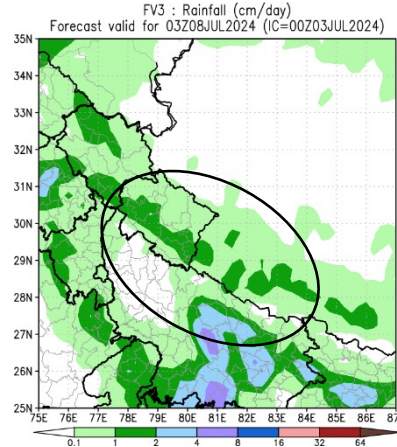 FV3 : Rainfall (cm/day)
Forecast valid for 03Z08JUL2024 (IC=00Z03JUL2024)
35N
34N
33N
32N
31N
30N
29N
28N
27N
26N
25N
75E 76E 77E 78E 79E 80E 81E 82E 83E 84E 85E 86E 87E
0.1 1 2 4 8 16 32 64